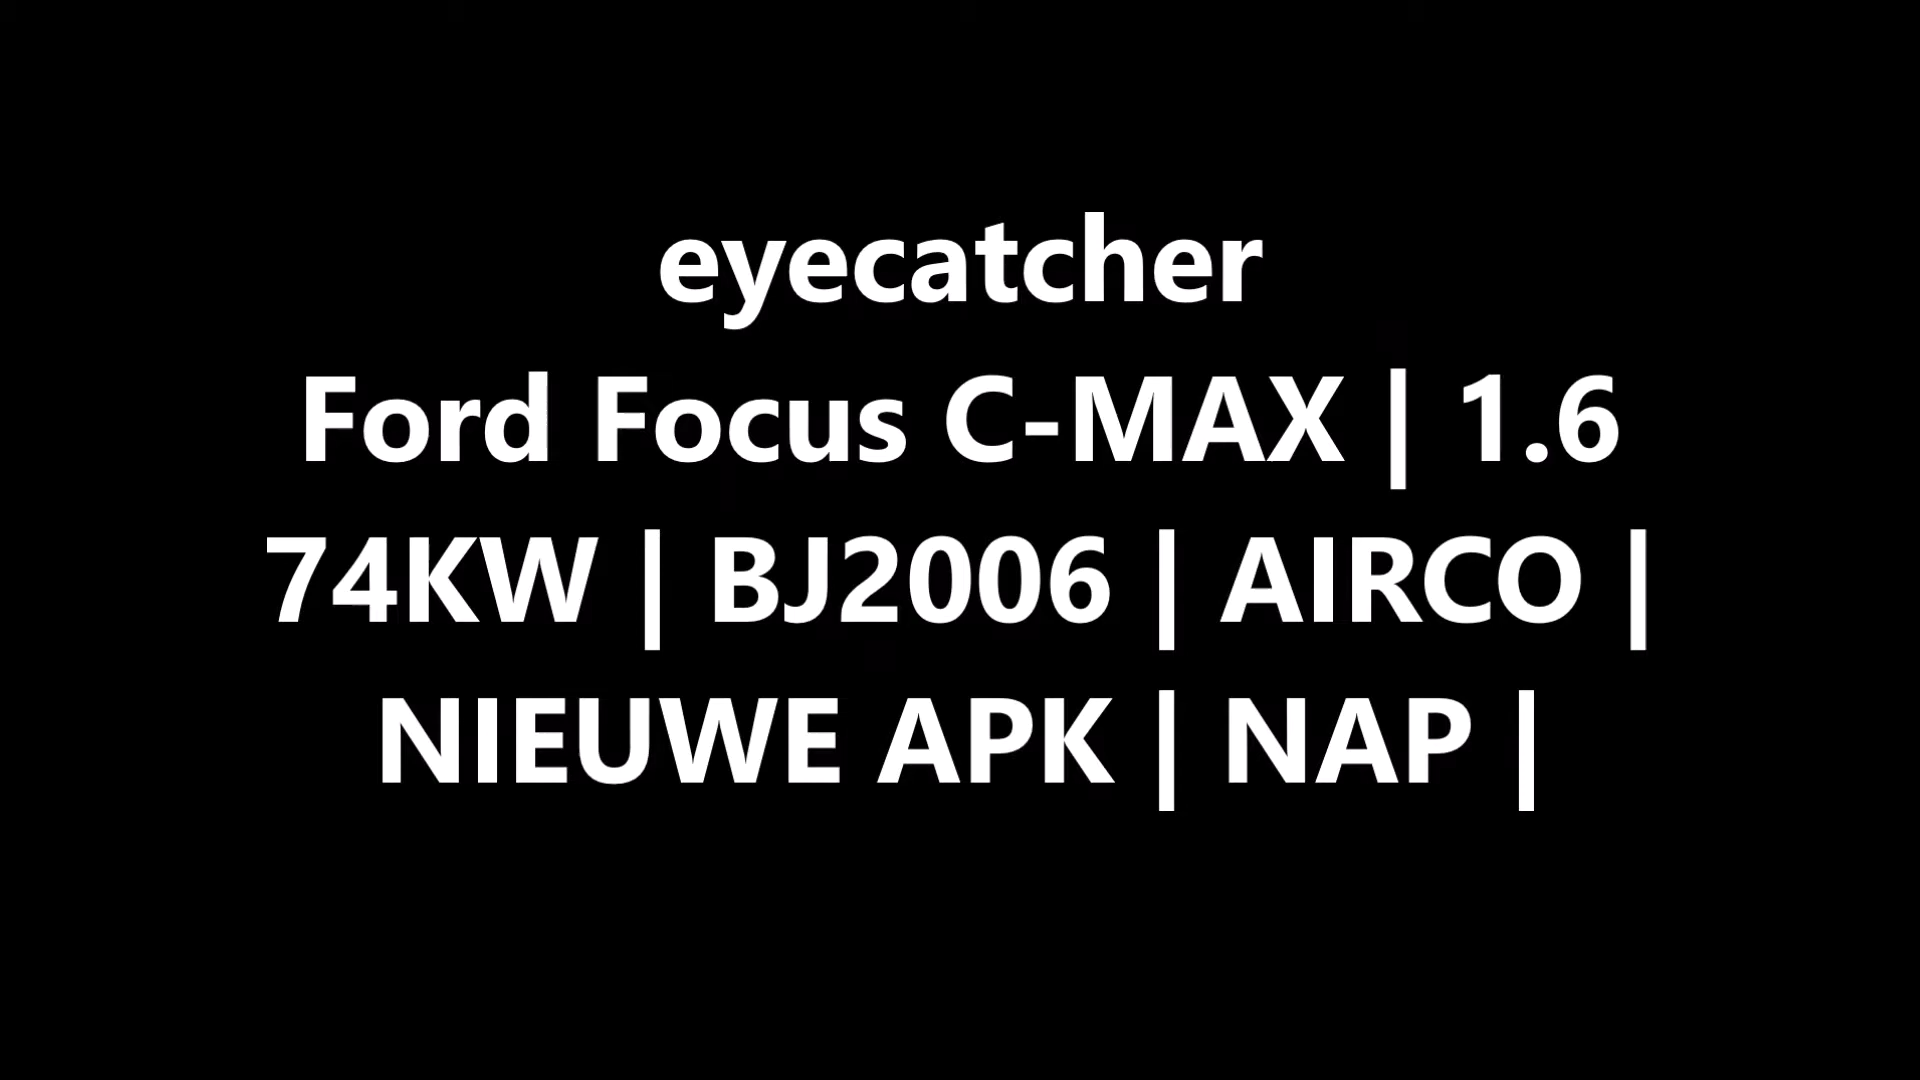 eyecatcher
Ford Focus C-MAX | 1.6
74KW | BJ2006 | AIRCO |
NIEUWE APK | NAP |